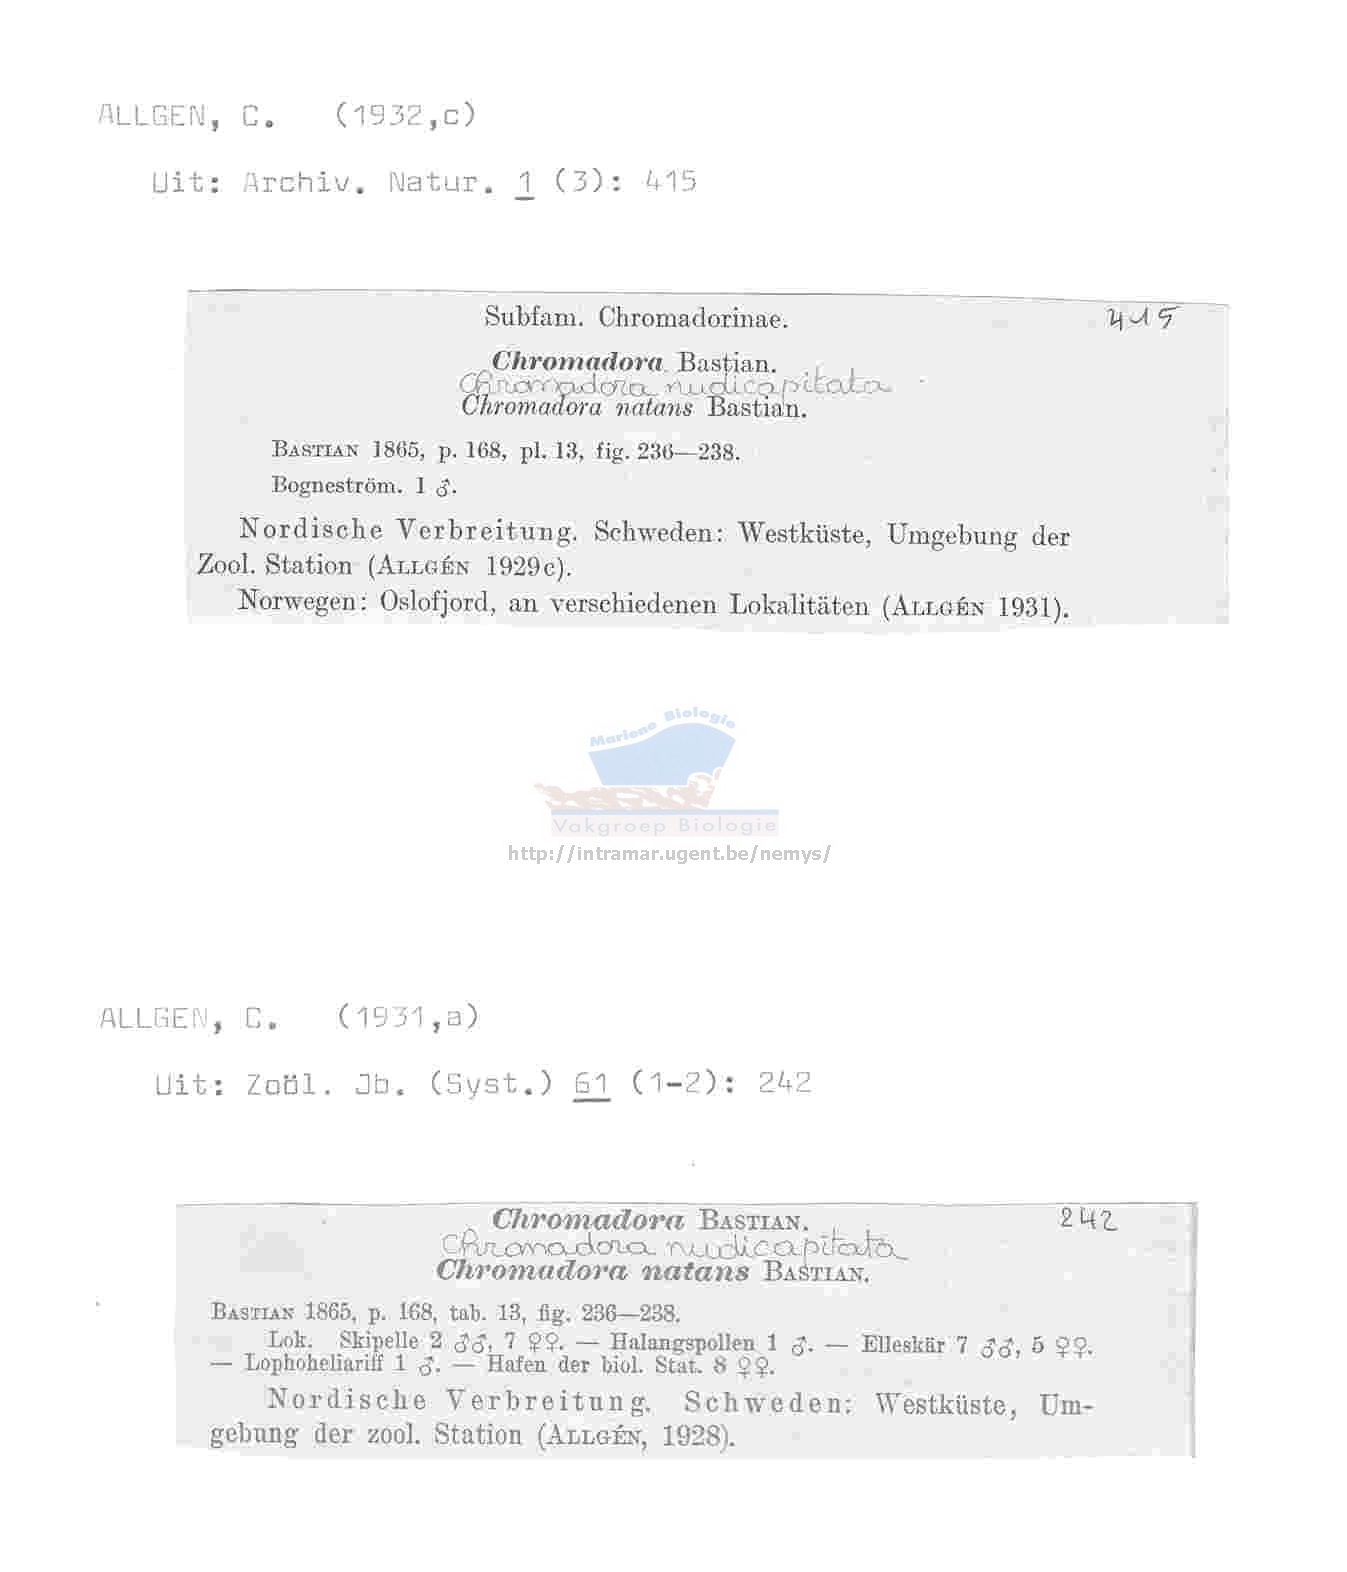 ALLGEN, C. (1932,c)
Uit: Archiv. Natur. 1 (3): 415
Subfam. Chromadorinae.
415
Chromadora Bastian.
Chromadora nudicapitata
Chromadora natans Bastian.
BASTIAN 1865, p. 168, pl. 13, fig. 236—238.
Bogneström. 1 ♂.
Nordische Verbreitung. Schweden: Westküste, Umgebung der
Zool. Station (ALLGÉN 1929c).
Norwegen: Oslofjord, an verschiedenen Lokalitäten (ALLGÉN 1931).
Mariene Biologie
Vakgroep Biologie
http://intramar.ugent.be/nemys/
ALLGEN, C. (1931,a)
Uit: Zoöl. Jb. (Syst.) 61 (1-2): 242
Chromadora BASTIAN.
242
Chromadora nudicapitata
Chromadora natans BASTIAN.
BASTIAN 1865, p. 168, tab. 13, fig. 236—238.
Lok. Skipelle 2 ♂♂, 7 ♀♀. — Halangspollen 1 ♂. — Elleskär 7 ♂♂, 5 ♀♀.
— Lophoheliariff 1 ♂. — Hafen der biol. Stat. 8 ♀♀.
Nordische Verbreitung. Schweden: Westküste, Um-
gebung der zool. Station (ALLGÉN, 1928).